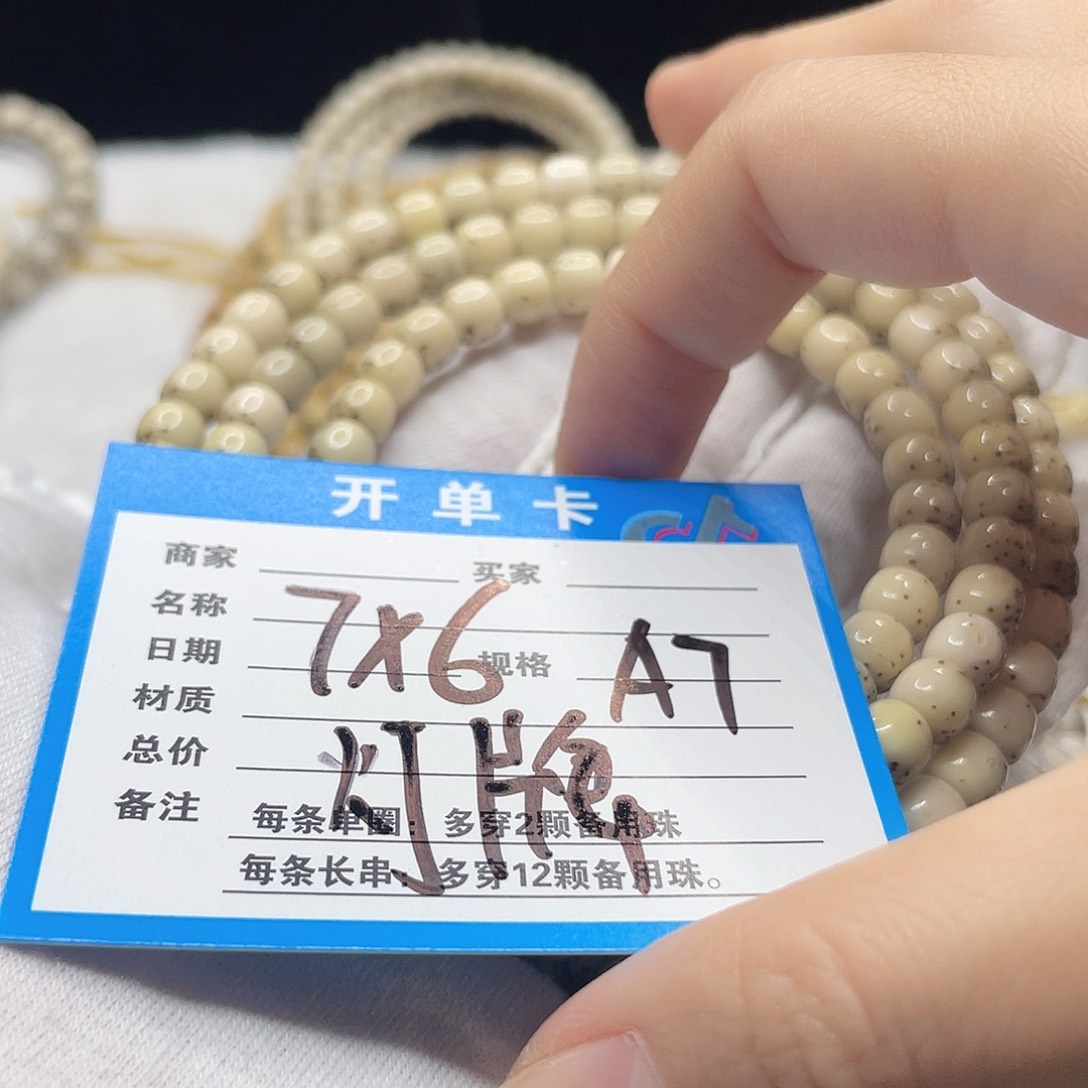 开单卡
商家 买家
名称
7x6 A7
日期 规格
材质
总价
灯牌
备注 每条单圈：多穿2颗备用珠
每条长串：多穿12颗备用珠。